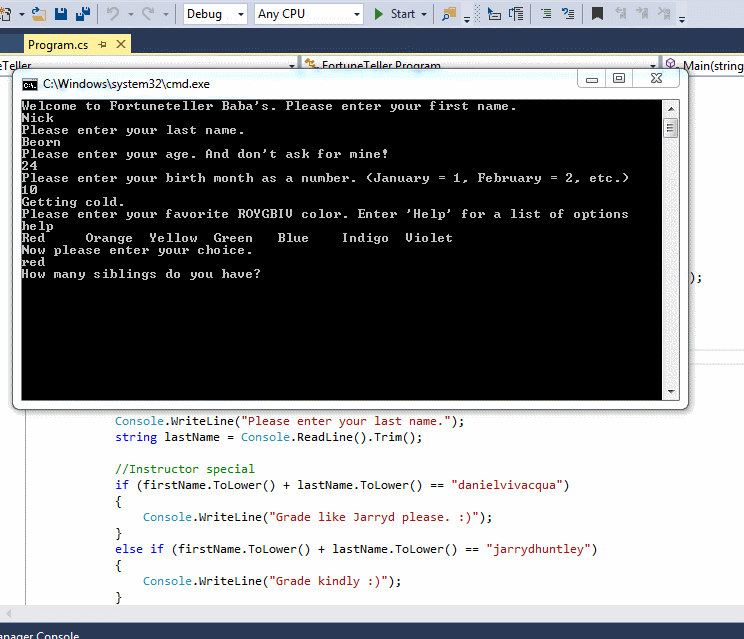 Debug Any CPU Start
Program.cs
eTeller FortuneTeller.Program Main(string
C:\Windows\system32\cmd.exe
Welcome to Fortuneteller Baba's. Please enter your first name.
Nick
Please enter your last name.
Beorn
Please enter your age. And don't ask for mine!
24
Please enter your birth month as a number. (January = 1, February = 2, etc.)
10
Getting cold.
Please enter your favorite ROYGBIV color. Enter 'Help' for a list of options
help
Red Orange Yellow Green Blue Indigo Violet
Now please enter your choice.
red
How many siblings do you have?
);
Console.WriteLine("Please enter your last name.");
string lastName = Console.ReadLine().Trim();
//Instructor special
if (firstName.ToLower() + lastName.ToLower() == "danielvivacqua")
{
Console.WriteLine("Grade like Jarryd please. :)");
}
else if (firstName.ToLower() + lastName.ToLower() == "jarrydhuntley")
{
Console.WriteLine("Grade kindly :)");
}
anager Console